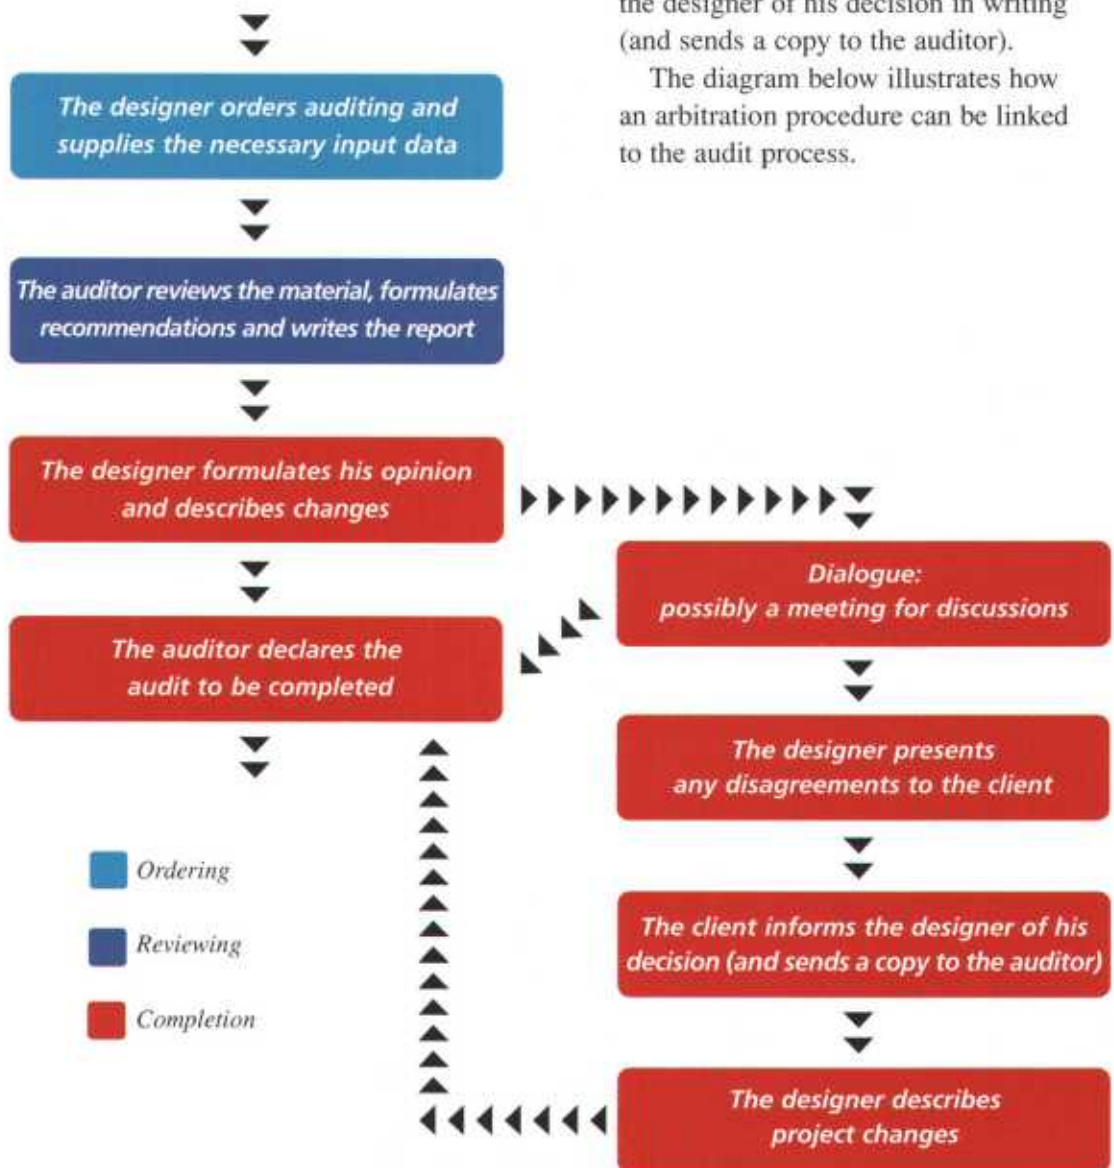 the designer of his decision in writing
(and sends a copy to the auditor).
The diagram below illustrates how
an arbitration procedure can be linked
to the audit process.
The designer orders auditing and
supplies the necessary input data
The auditor reviews the material, formulates
recommendations and writes the report
The designer formulates his opinion
and describes changes
The auditor declares the
audit to be completed
Dialogue:
possibly a meeting for discussions
The designer presents
any disagreements to the client
The client informs the designer of his
decision (and sends a copy to the auditor)
The designer describes
project changes
Ordering
Reviewing
Completion